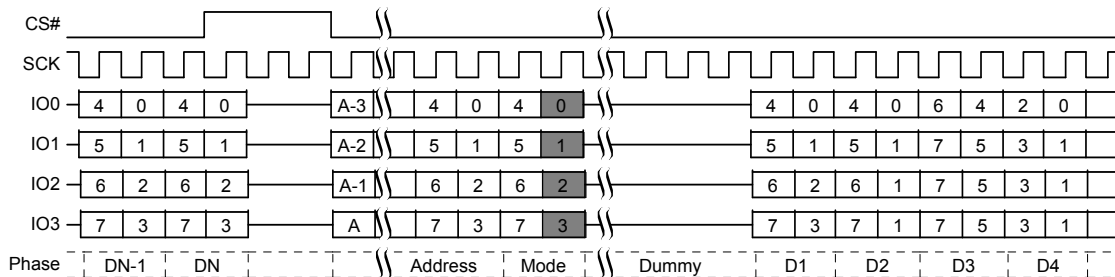 CS#
SCK
IO0 4 0 4 0 A-3 4 0 4 0 4 0 4 0 6 4 2 0
IO1 5 1 5 1 A-2 5 1 5 1 5 1 5 1 7 5 3 1
IO2 6 2 6 2 A-1 6 2 6 2 6 2 6 1 7 5 3 1
IO3 7 3 7 3 A 7 3 7 3 7 3 7 1 7 5 3 1
Phase DN-1 DN Address Mode Dummy D1 D2 D3 D4